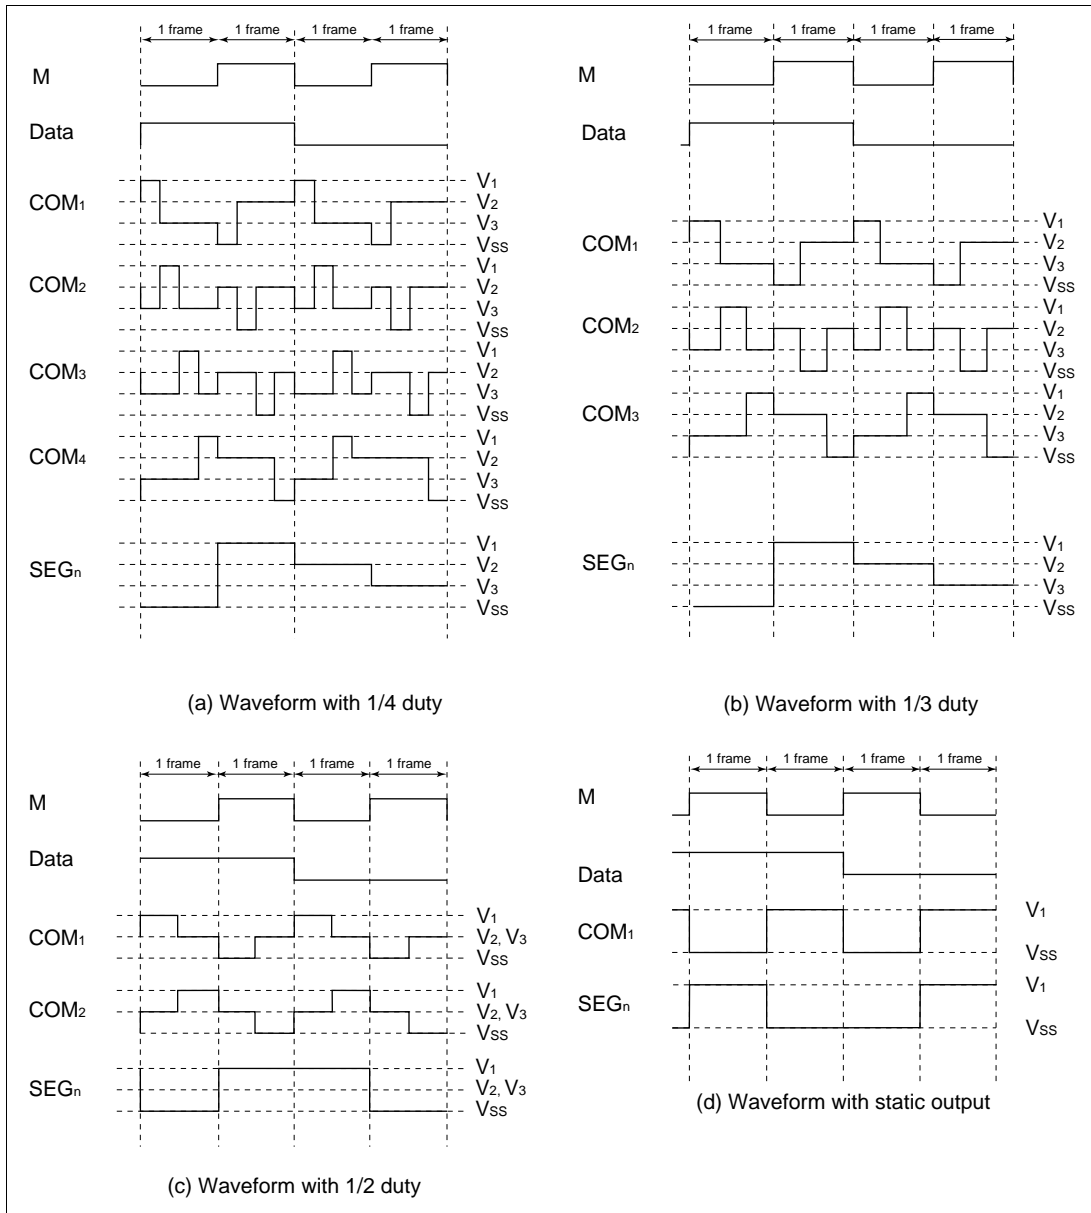 1 frame 1 frame 1 frame 1 frame
M
Data
COM1
V1
V2
V3
VSS
COM2
V1
V2
V3
VSS
COM3
V1
V2
V3
VSS
COM4
V1
V2
V3
VSS
SEGn
V1
V2
V3
VSS
(a) Waveform with 1/4 duty
1 frame 1 frame 1 frame 1 frame
M
Data
COM1
V1
V2
V3
VSS
COM2
V1
V2
V3
VSS
COM3
V1
V2
V3
VSS
SEGn
V1
V2
V3
VSS
(b) Waveform with 1/3 duty
1 frame 1 frame 1 frame 1 frame
M
Data
COM1
V1
V2, V3
VSS
COM2
V1
V2, V3
VSS
SEGn
V1
V2, V3
VSS
(c) Waveform with 1/2 duty
1 frame 1 frame 1 frame 1 frame
M
Data
COM1
V1
VSS
SEGn
V1
VSS
(d) Waveform with static output